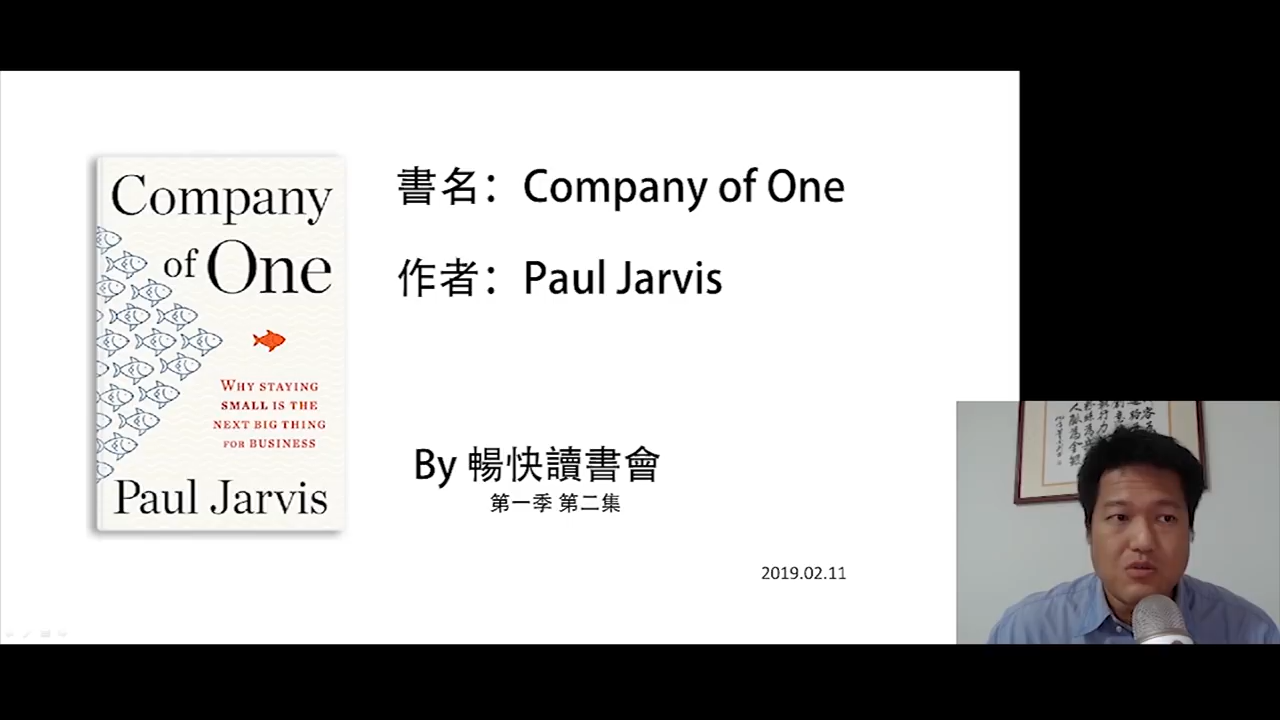 Company
of One
WHY STAYING
SMALL IS THE
NEXT BIG THING
FOR BUSINESS
Paul Jarvis
書名：Company of One
作者：Paul Jarvis
By 暢快讀書會
第一季 第二集
2019.02.11